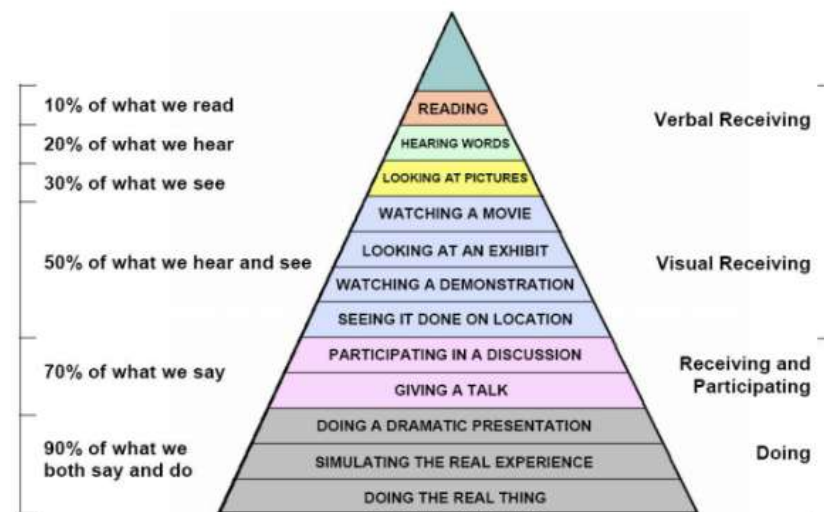 10% of what we read
READING
Verbal Receiving
20% of what we hear
HEARING WORDS
30% of what we see
LOOKING AT PICTURES
WATCHING A MOVIE
50% of what we hear and see
LOOKING AT AN EXHIBIT
Visual Receiving
WATCHING A DEMONSTRATION
SEEING IT DONE ON LOCATION
70% of what we say
PARTICIPATING IN A DISCUSSION
GIVING A TALK
Receiving and
Participating
90% of what we
both say and do
DOING A DRAMATIC PRESENTATION
SIMULATING THE REAL EXPERIENCE
DOING THE REAL THING
Doing